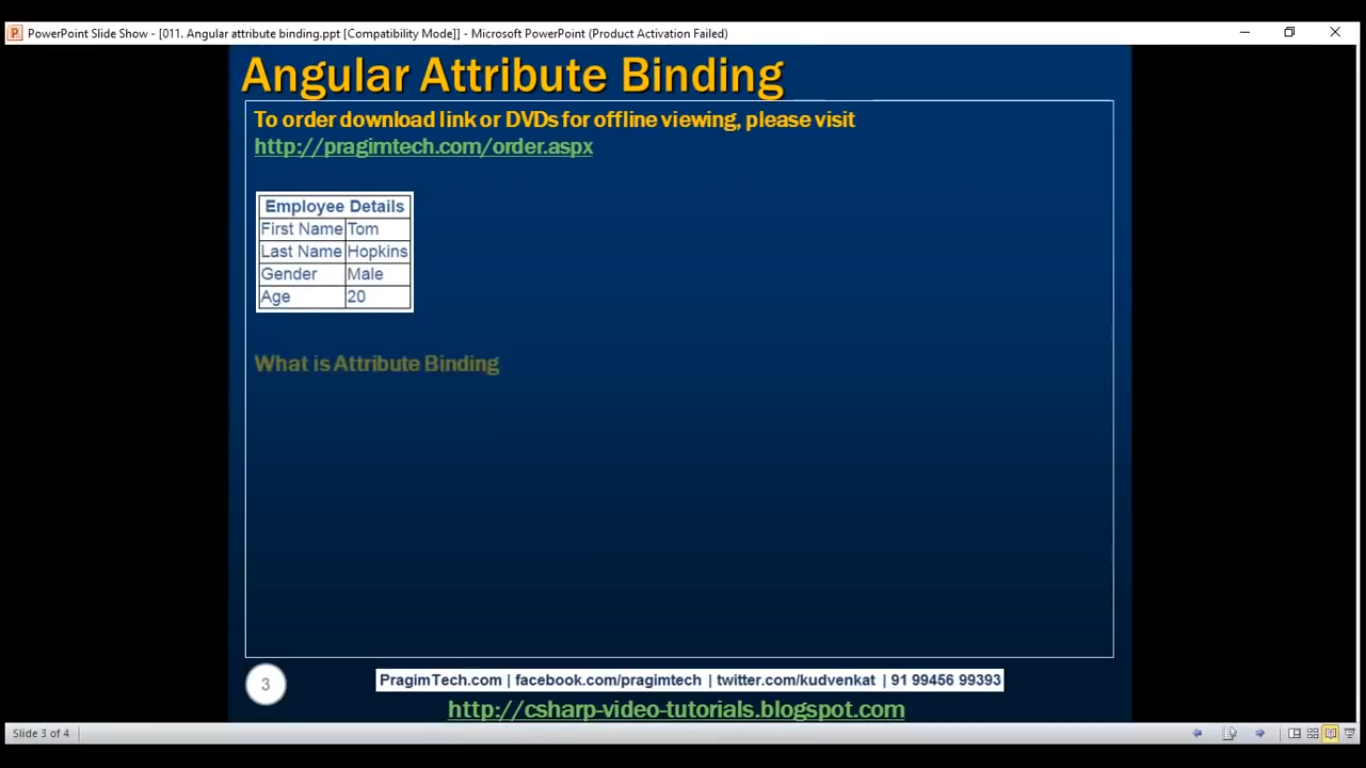 PowerPoint Slide Show - [011. Angular attribute binding.ppt [Compatibility Mode]] - Microsoft PowerPoint (Product Activation Failed)
Angular Attribute Binding
To order download link or DVDs for offline viewing, please visit
http://pragimtech.com/order.aspx
Employee Details
First Name Tom
Last Name Hopkins
Gender Male
Age 20
What is Attribute Binding
3
PragimTech.com | facebook.com/pragimtech | twitter.com/kudvenkat | 91 99456 99393
http://csharp-video-tutorials.blogspot.com
Slide 3 of 4